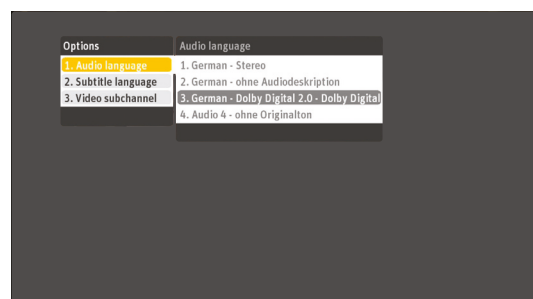 Options
Audio language
1. Audio language
1. German - Stereo
2. Subtitle language
2. German - ohne Audiodeskription
3. Video subchannel
3. German - Dolby Digital 2.0 - Dolby Digital
4. Audio 4 - ohne Originalton